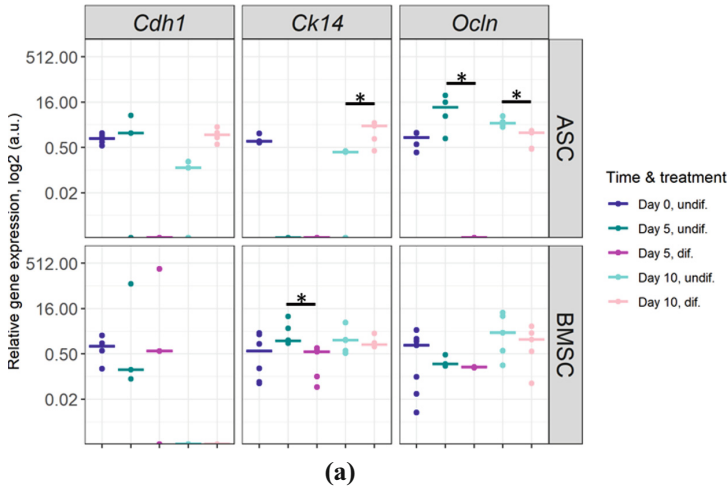 Cdh1 Ck14 Ocln
Relative gene expression, log2 (a.u.)
512.00
16.00
0.50
0.02
* * *
ASC
512.00
16.00
0.50
0.02
*
BMSC
Time & treatment
Day 0, undif.
Day 5, undif.
Day 5, dif.
Day 10, undif.
Day 10, dif.
(a)